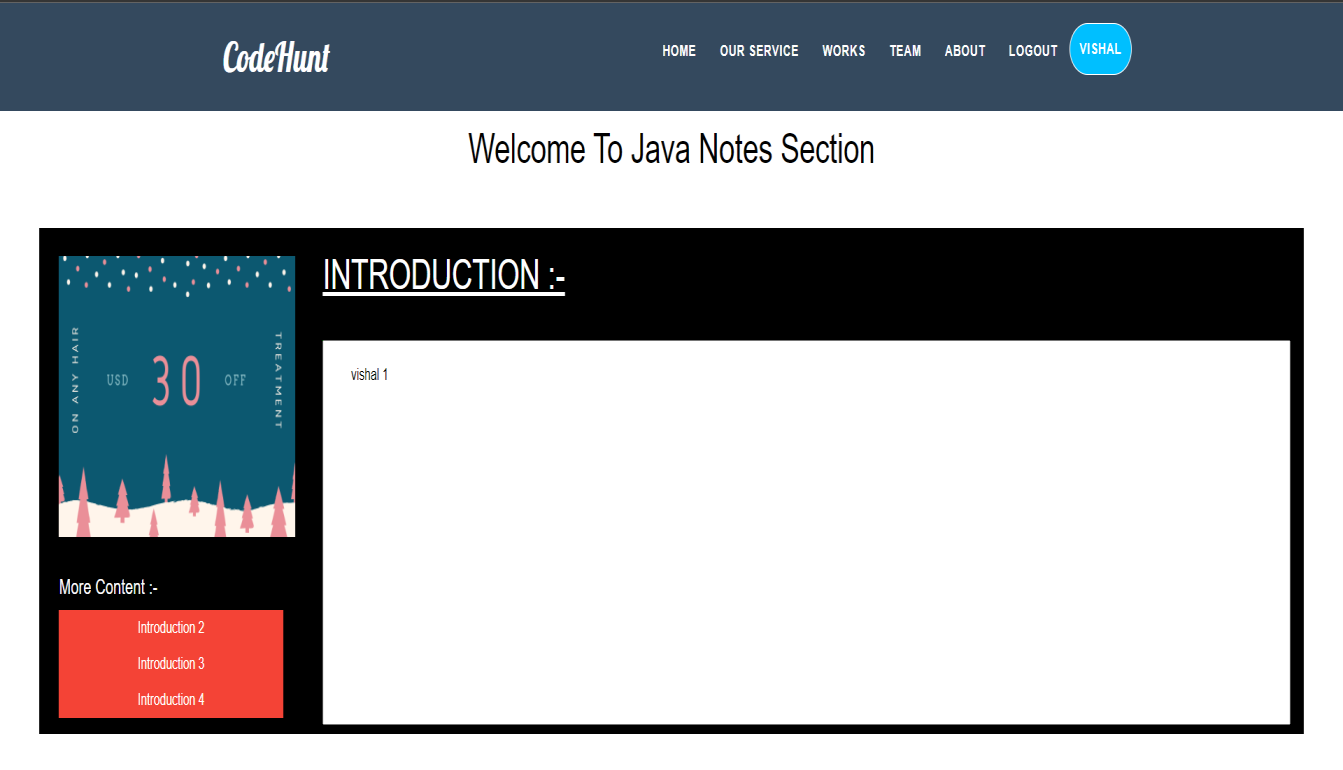 CodeHunt
HOME OUR SERVICE WORKS TEAM ABOUT LOGOUT VISHAL
Welcome To Java Notes Section
ON ANY HAIR
USD 30 OFF
TREATMENT
INTRODUCTION :-
vishal 1
More Content :-
Introduction 2
Introduction 3
Introduction 4